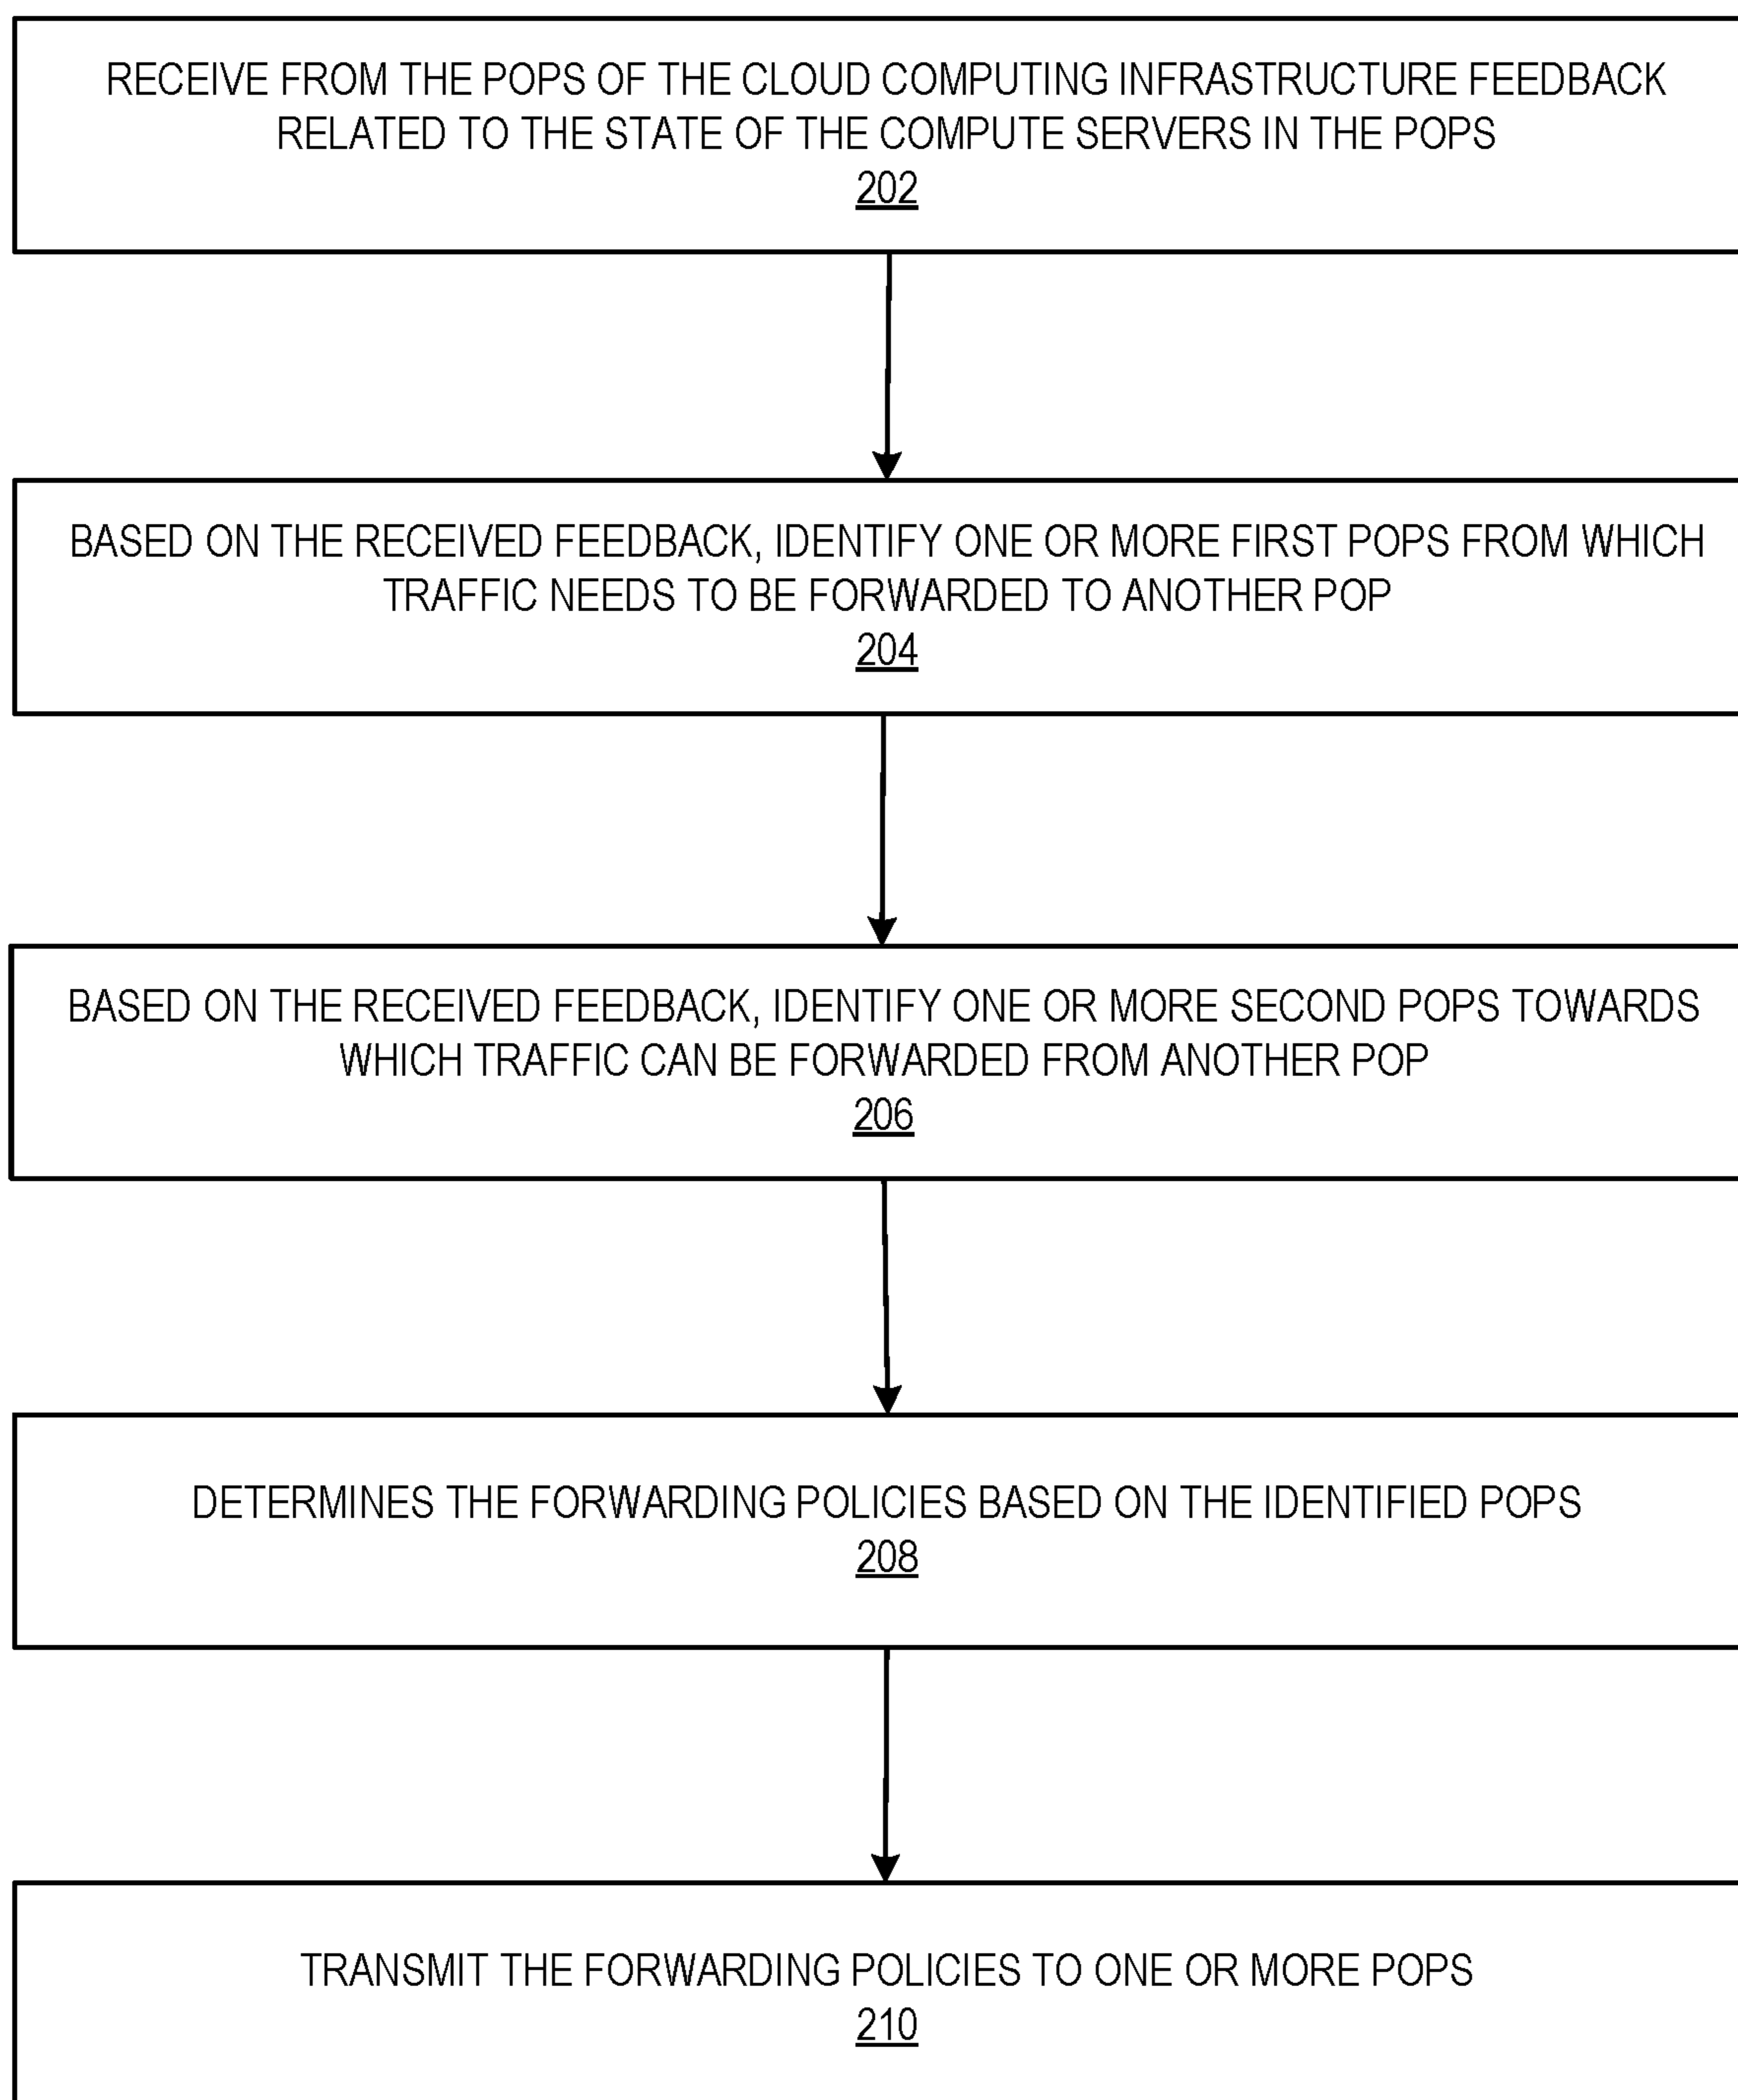 RECEIVE FROM THE POPS OF THE CLOUD COMPUTING INFRASTRUCTURE FEEDBACK
RELATED TO THE STATE OF THE COMPUTE SERVERS IN THE POPS
202
BASED ON THE RECEIVED FEEDBACK, IDENTIFY ONE OR MORE FIRST POPS FROM WHICH
TRAFFIC NEEDS TO BE FORWARDED TO ANOTHER POP
204
BASED ON THE RECEIVED FEEDBACK, IDENTIFY ONE OR MORE SECOND POPS TOWARDS
WHICH TRAFFIC CAN BE FORWARDED FROM ANOTHER POP
206
DETERMINES THE FORWARDING POLICIES BASED ON THE IDENTIFIED POPS
208
TRANSMIT THE FORWARDING POLICIES TO ONE OR MORE POPS
210